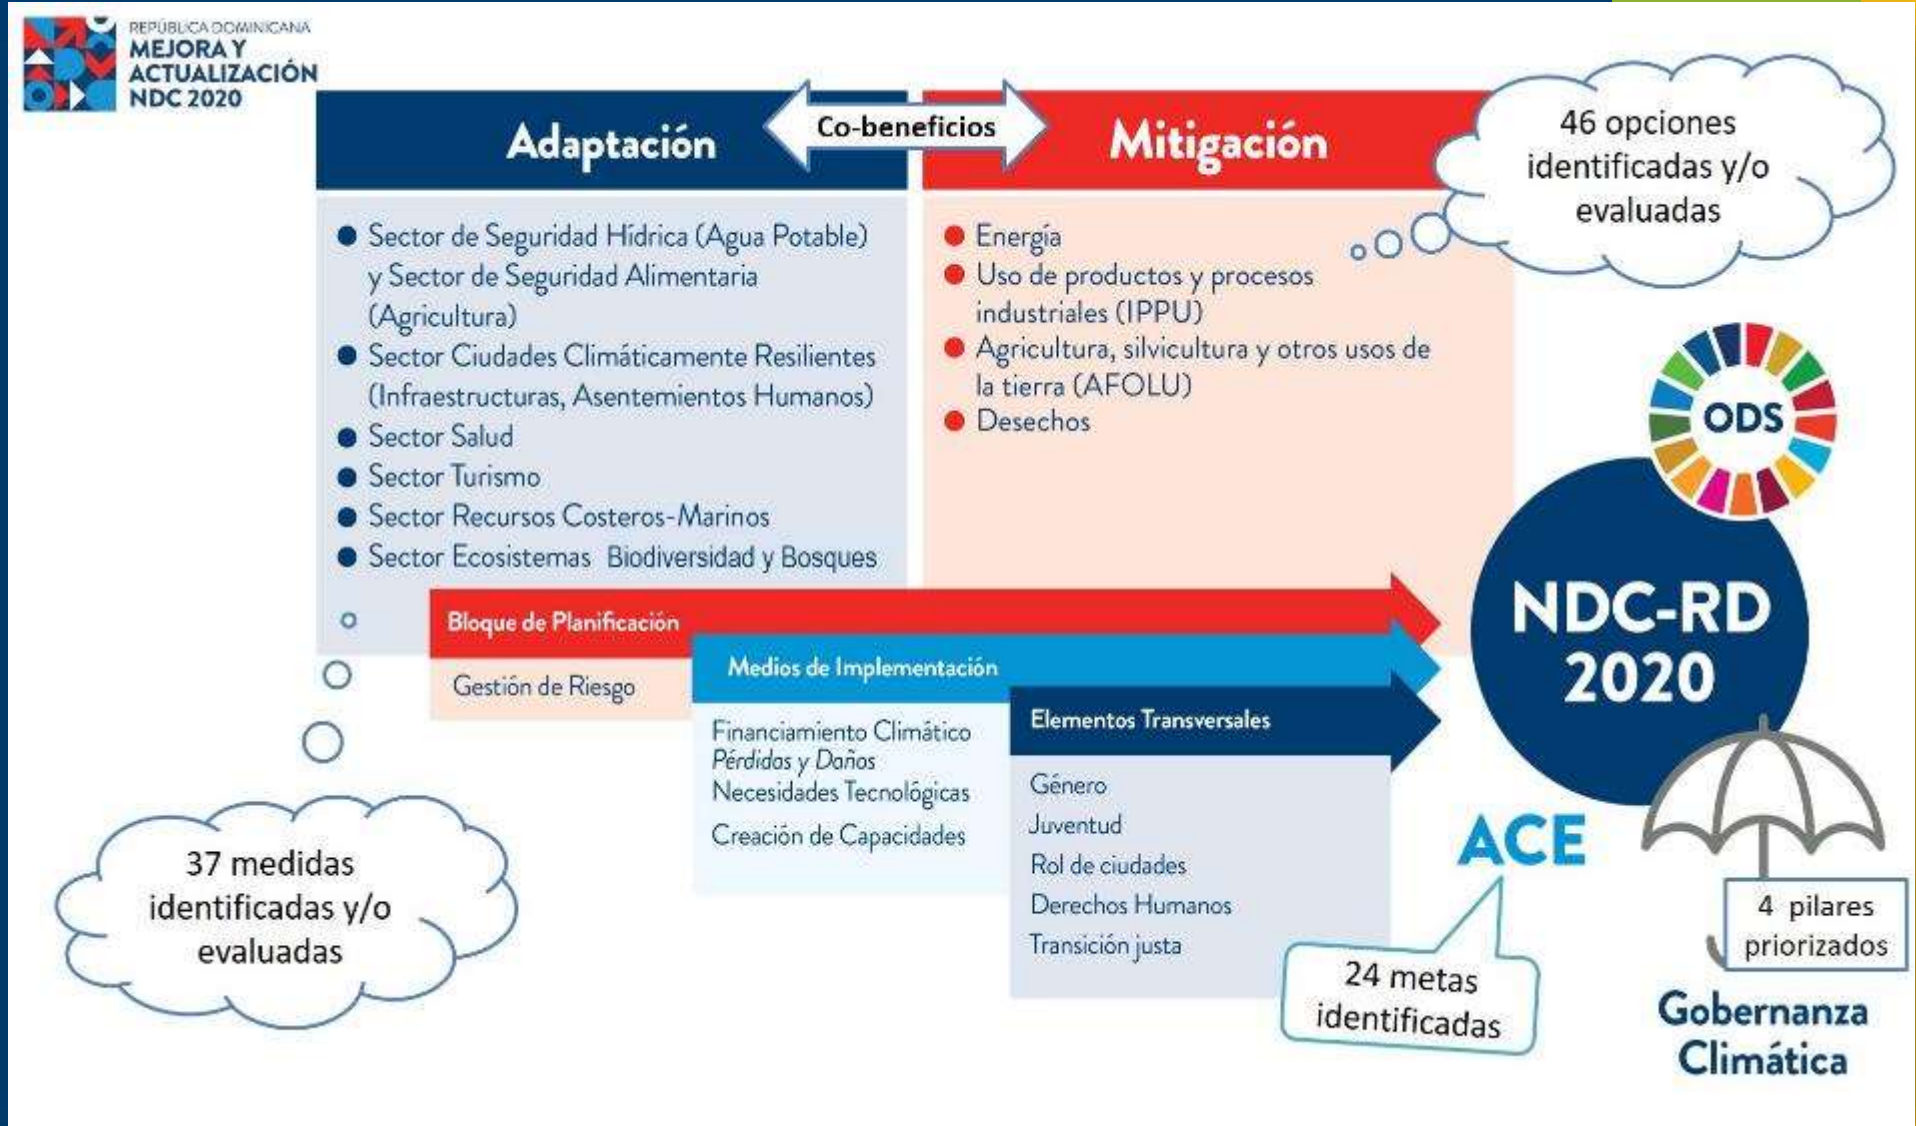 REPÚBLICA DOMINICANA
MEJORA Y
ACTUALIZACIÓN
NDC 2020
Adaptación
Co-beneficios
Mitigación
46 opciones
identificadas y/o
evaluadas
Sector de Seguridad Hídrica (Agua Potable)
y Sector de Seguridad Alimentaria
(Agricultura)
Sector Ciudades Climáticamente Resilientes
(Infraestructuras, Asentemientos Humanos)
Sector Salud
Sector Turismo
Sector Recursos Costeros-Marinos
Sector Ecosistemas Biodiversidad y Bosques
Energía
Uso de productos y procesos
industriales (IPPU)
Agricultura, silvicultura y otros usos de
la tierra (AFOLU)
Desechos
ODS
NDC-RD
2020
Bloque de Planificación
Gestión de Riesgo
Medios de Implementación
Financiamiento Climático
Pérdidas y Daños
Necesidades Tecnológicas
Creación de Capacidades
Elementos Transversales
Género
Juventud
Rol de ciudades
Derechos Humanos
Transición justa
37 medidas
identificadas y/o
evaluadas
ACE
24 metas
identificadas
4 pilares
priorizados
Gobernanza
Climática